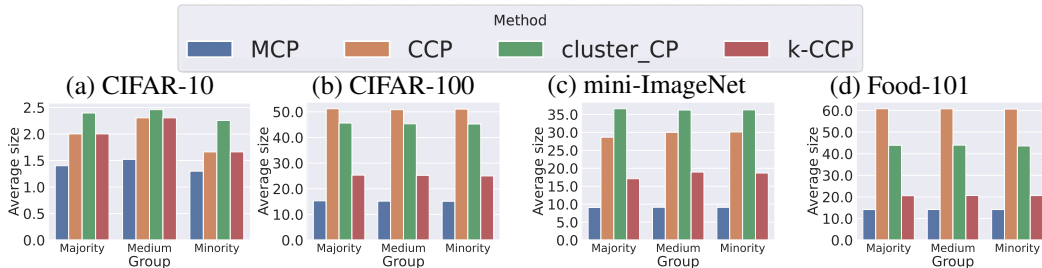 Method
MCP CCP cluster_CP k-CCP
(a) CIFAR-10
Average size
2.5
2.0
1.5
1.0
0.5
0.0
Majority Medium Minority
Group
(b) CIFAR-100
Average size
50.0
40.0
30.0
20.0
10.0
0.0
Majority Medium Minority
Group
(c) mini-ImageNet
Average size
35.0
30.0
25.0
20.0
15.0
10.0
5.0
0.0
Majority Medium Minority
Group
(d) Food-101
Average size
60.0
50.0
40.0
30.0
20.0
10.0
0.0
Majority Medium Minority
Group